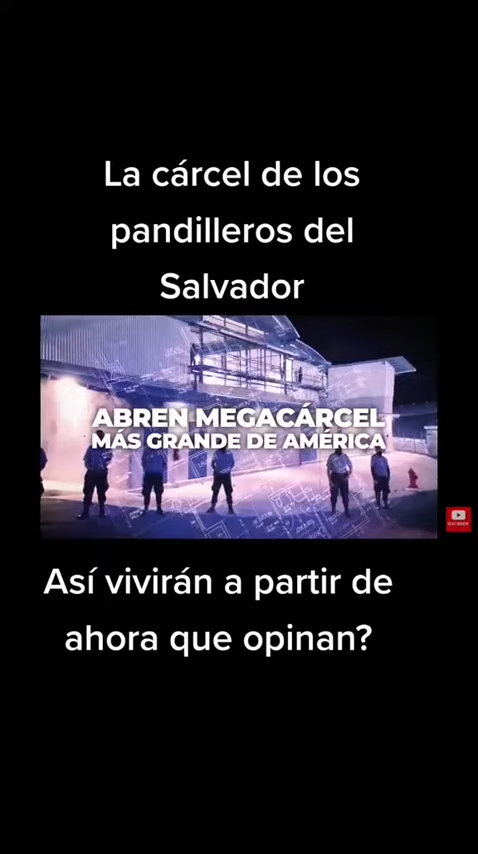 La cárcel de los
pandilleros del
Salvador
ABREN MEGACÁRCEL
MÁS GRANDE DE AMÉRICA
Así vivirán a partir de
ahora que opinan?